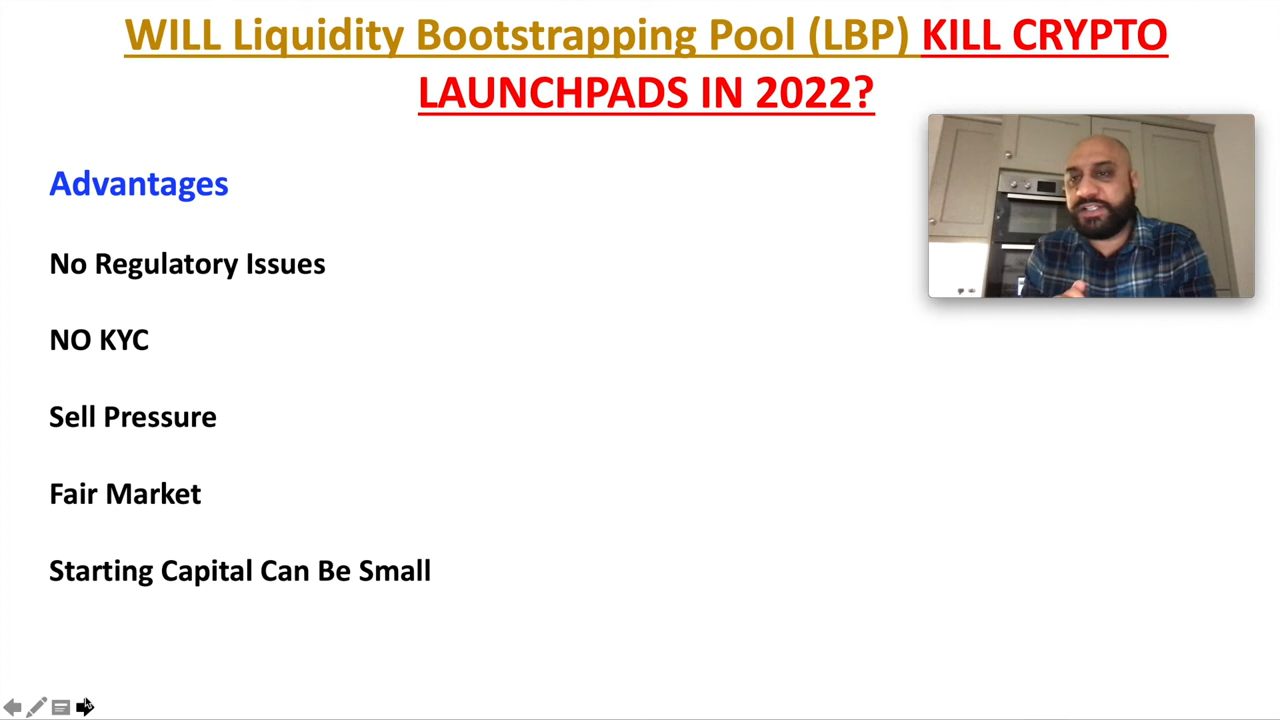 WILL Liquidity Bootstrapping Pool (LBP) KILL CRYPTO
LAUNCHPADS IN 2022?
Advantages
No Regulatory Issues
NO KYC
Sell Pressure
Fair Market
Starting Capital Can Be Small